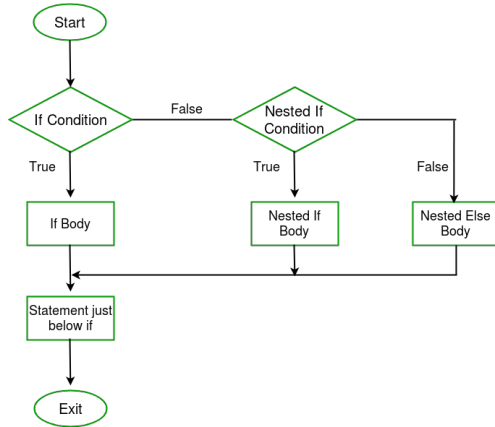 Start
If Condition
False
Nested If
Condition
True
True
False
If Body
Nested If
Body
Nested Else
Body
Statement just
below if
Exit